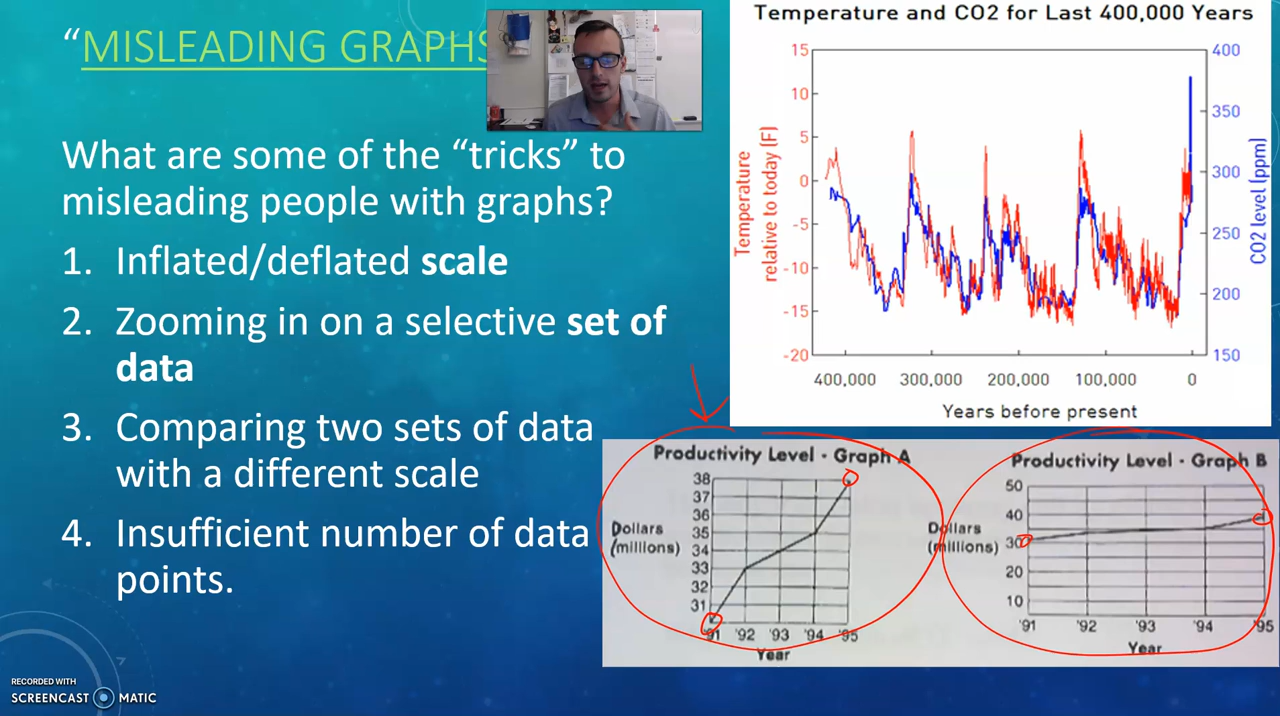 “MISLEADING GRAPHS
What are some of the “tricks” to
misleading people with graphs?
1. Inflated/deflated scale
2. Zooming in on a selective set of
data
3. Comparing two sets of data
with a different scale
4. Insufficient number of data
points.
RECORDED WITH
SCREENCAST MATIC
Temperature and CO2 for Last 400,000 Years
15
10
5
0
-5
-10
-15
-20
Temperature
relative to today (F)
400
350
300
250
200
150
CO2 level (ppm)
400,000 300,000 200,000 100,000 0
Years before present
Productivity Level - Graph A
38
37
36
35
34
33
32
31
Dollars
(millions)
'91 '92 '93 '94 '95
Year
Productivity Level - Graph B
50
40
30
20
10
Dollars
(millions)
'91 '92 '93 '94 '95
Year